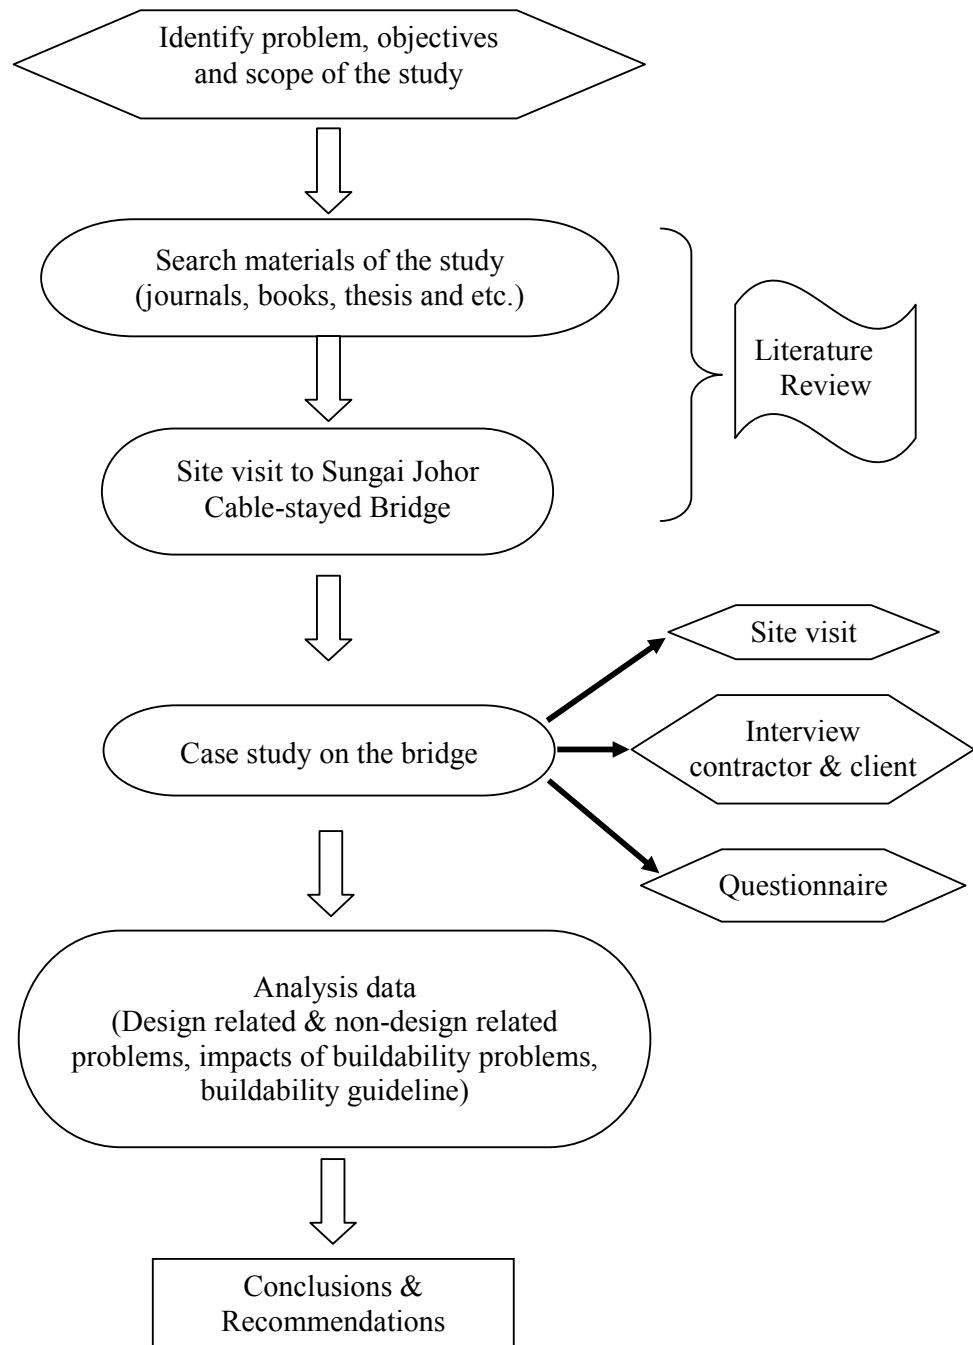 Identify problem, objectives
and scope of the study
Search materials of the study
(journals, books, thesis and etc.)
Literature
Review
Site visit to Sungai Johor
Cable-stayed Bridge
Case study on the bridge
Site visit
Interview
contractor & client
Questionnaire
Analysis data
(Design related & non-design related
problems, impacts of buildability problems,
buildability guideline)
Conclusions &
Recommendations